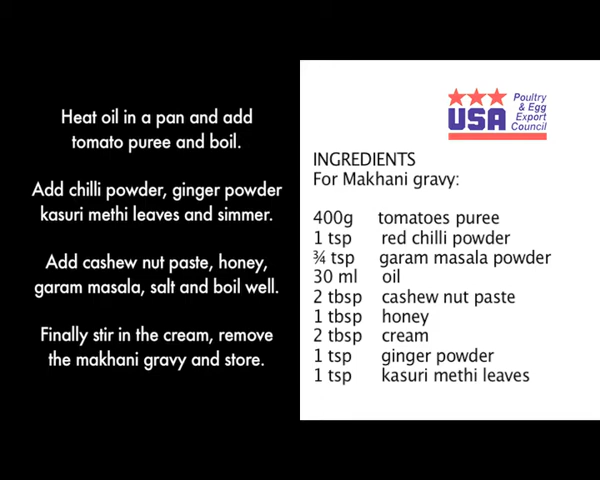 Heat oil in a pan and add
tomato puree and boil.
Add chilli powder, ginger powder
kasuri methi leaves and simmer.
Add cashew nut paste, honey,
garam masala, salt and boil well.
Finally stir in the cream, remove
the makhani gravy and store.
USA Poultry
& Egg
Export
Council
INGREDIENTS
For Makhani gravy:
400g tomatoes puree
1 tsp red chilli powder
¾ tsp garam masala powder
30 ml oil
2 tbsp cashew nut paste
1 tbsp honey
2 tbsp cream
1 tsp ginger powder
1 tsp kasuri methi leaves